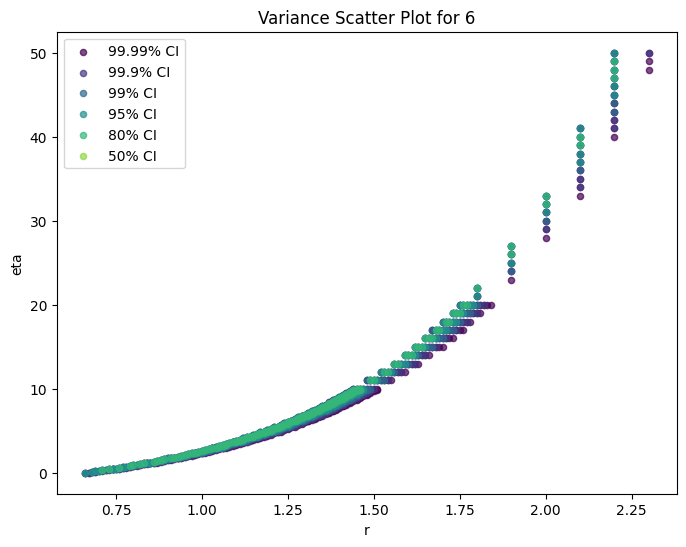 Variance Scatter Plot for 6
99.99% CI
99.9% CI
99% CI
95% CI
80% CI
50% CI
50
40
30
20
10
0
eta
0.75 1.00 1.25 1.50 1.75 2.00 2.25
r